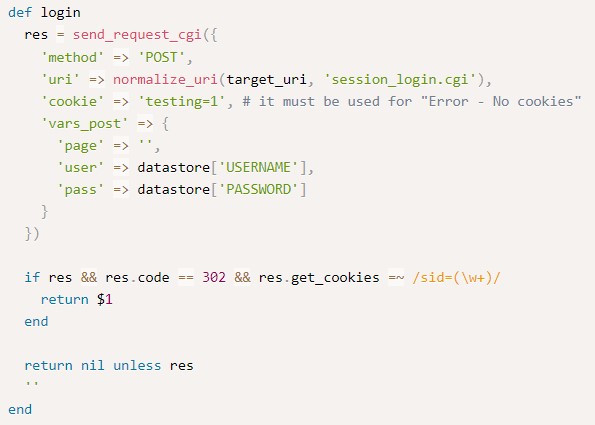 def login
  res = send_request_cgi({
    'method' => 'POST',
    'uri' => normalize_uri(target_uri, 'session_login.cgi'),
    'cookie' => 'testing=1', # it must be used for "Error - No cookies"
    'vars_post' => {
      'page' => '',
      'user' => datastore['USERNAME'],
      'pass' => datastore['PASSWORD']
    }
  })

  if res && res.code == 302 && res.get_cookies =~ /sid=(\w+)/
    return $1
  end

  return nil unless res
  ''
end